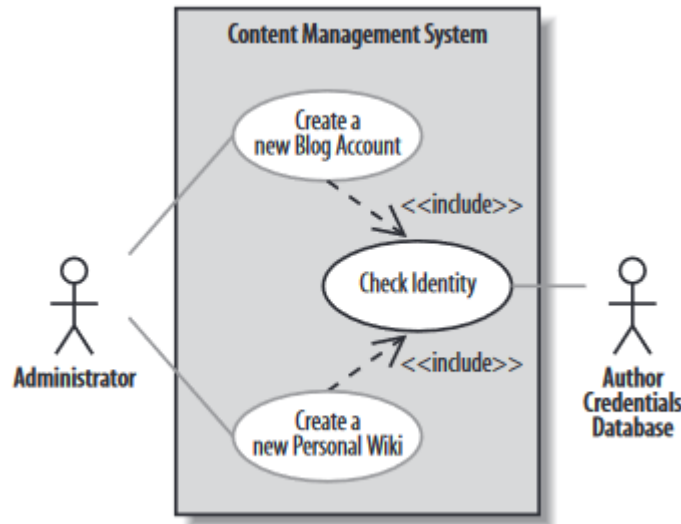 Content Management System
Create a
new Blog Account
<<include>>
Check Identity
<<include>>
Administrator
Create a
new Personal Wiki
Author
Credentials
Database